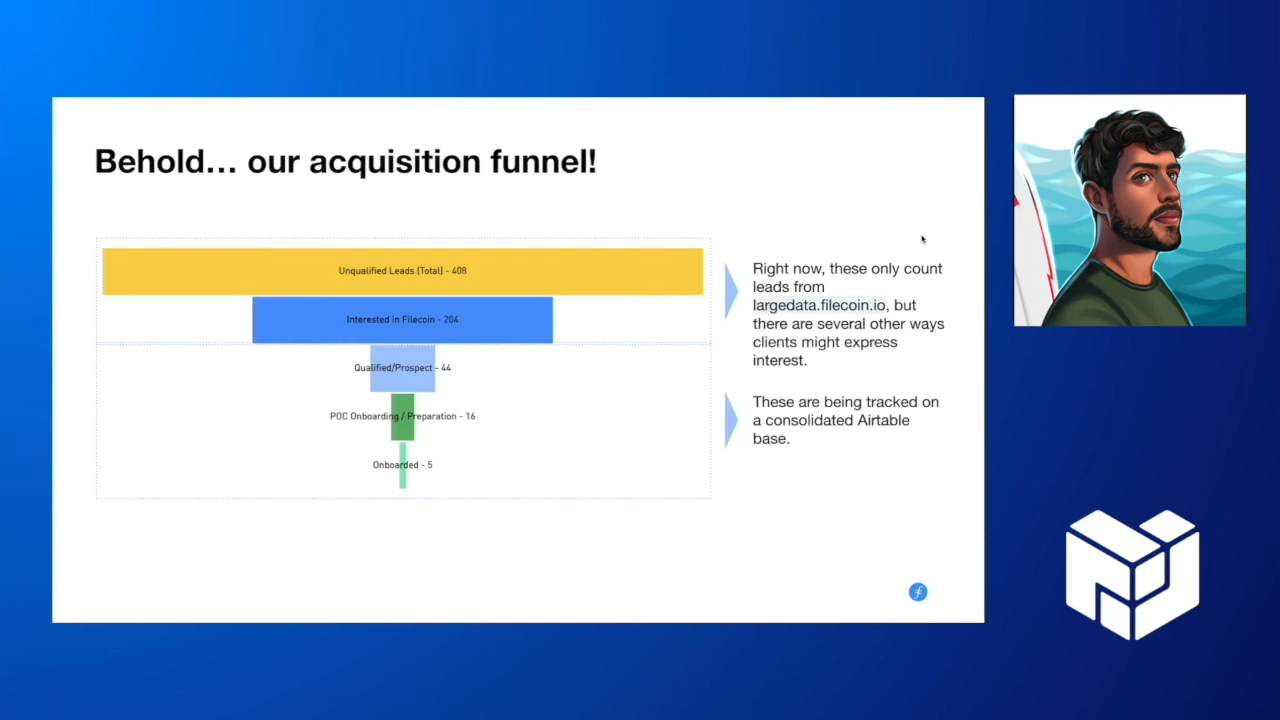 Behold... our acquisition funnel!
Unqualified Leads (Total) - 408
Interested in Filecoin - 204
Qualified/Prospect - 44
POC Onboarding / Preparation - 16
Onboarded - 5
Right now, these only count
leads from
largedata.filecoin.io, but
there are several other ways
clients might express
interest.
These are being tracked on
a consolidated Airtable
base.